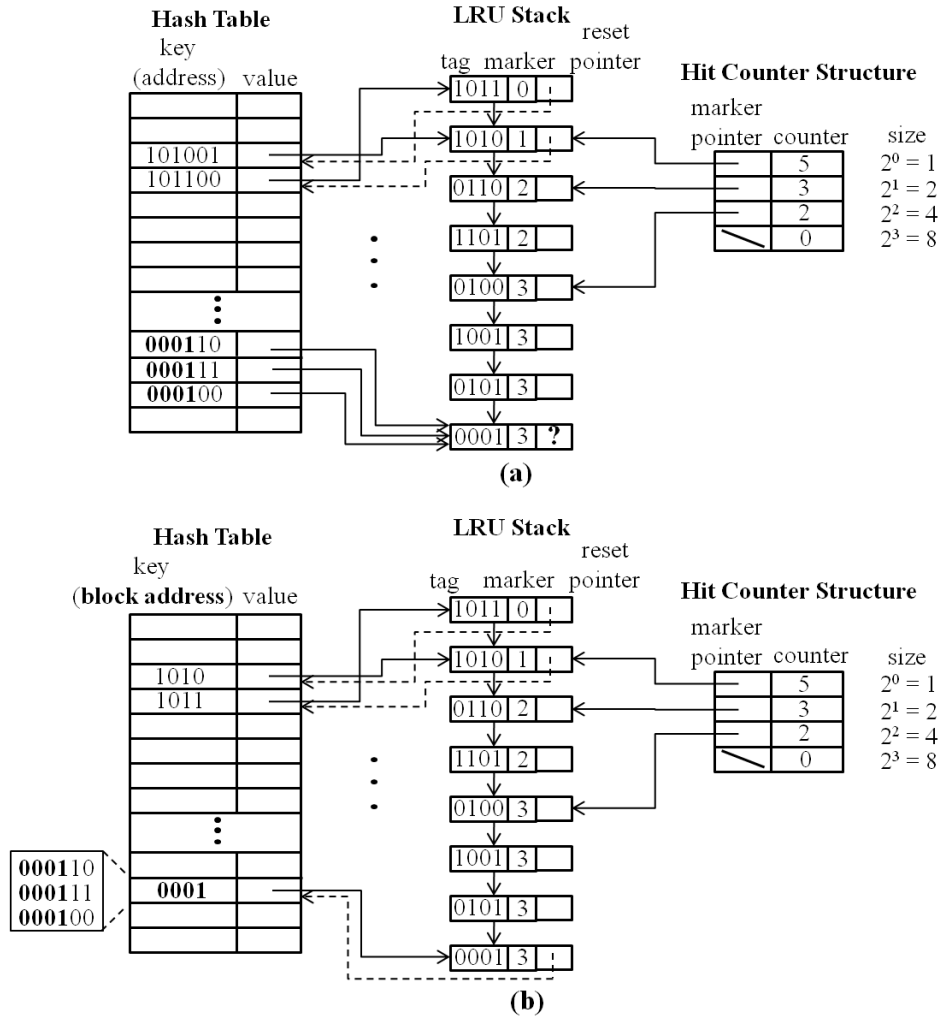 Hash Table
key
(address) value
101001
101100
000110
000111
000100
LRU Stack
reset
tag marker pointer
1011 0
1010 1
0110 2
1101 2
0100 3
1001 3
0101 3
0001 3 ?
Hit Counter Structure
marker
pointer counter size
5 2⁰ = 1
3 2¹ = 2
2 2² = 4
0 2³ = 8
(a)
Hash Table
key
(block address) value
1010
1011
0001
000110
000111
000100
LRU Stack
reset
tag marker pointer
1011 0
1010 1
0110 2
1101 2
0100 3
1001 3
0101 3
0001 3
Hit Counter Structure
marker
pointer counter size
5 2⁰ = 1
3 2¹ = 2
2 2² = 4
0 2³ = 8
(b)